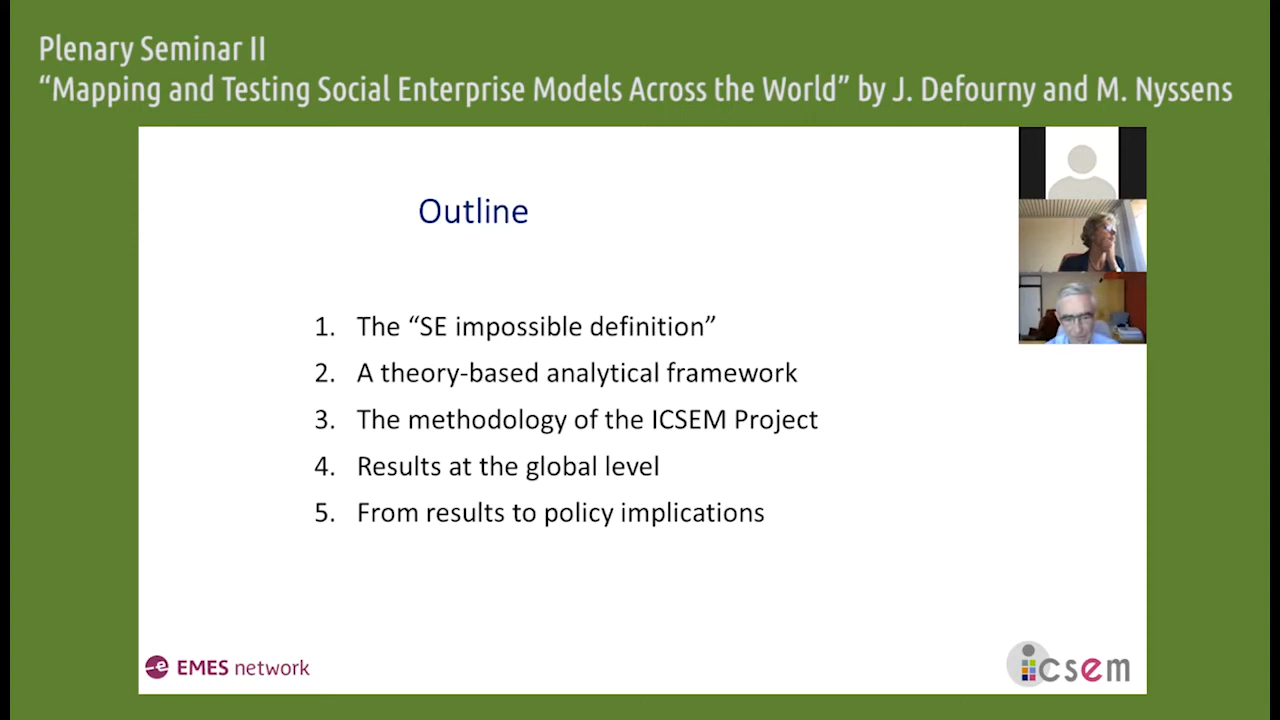 Plenary Seminar II
“Mapping and Testing Social Enterprise Models Across the World” by J. Defourny and M. Nyssens
Outline
1. The “SE impossible definition”
2. A theory-based analytical framework
3. The methodology of the ICSEM Project
4. Results at the global level
5. From results to policy implications
EMES network
icsem